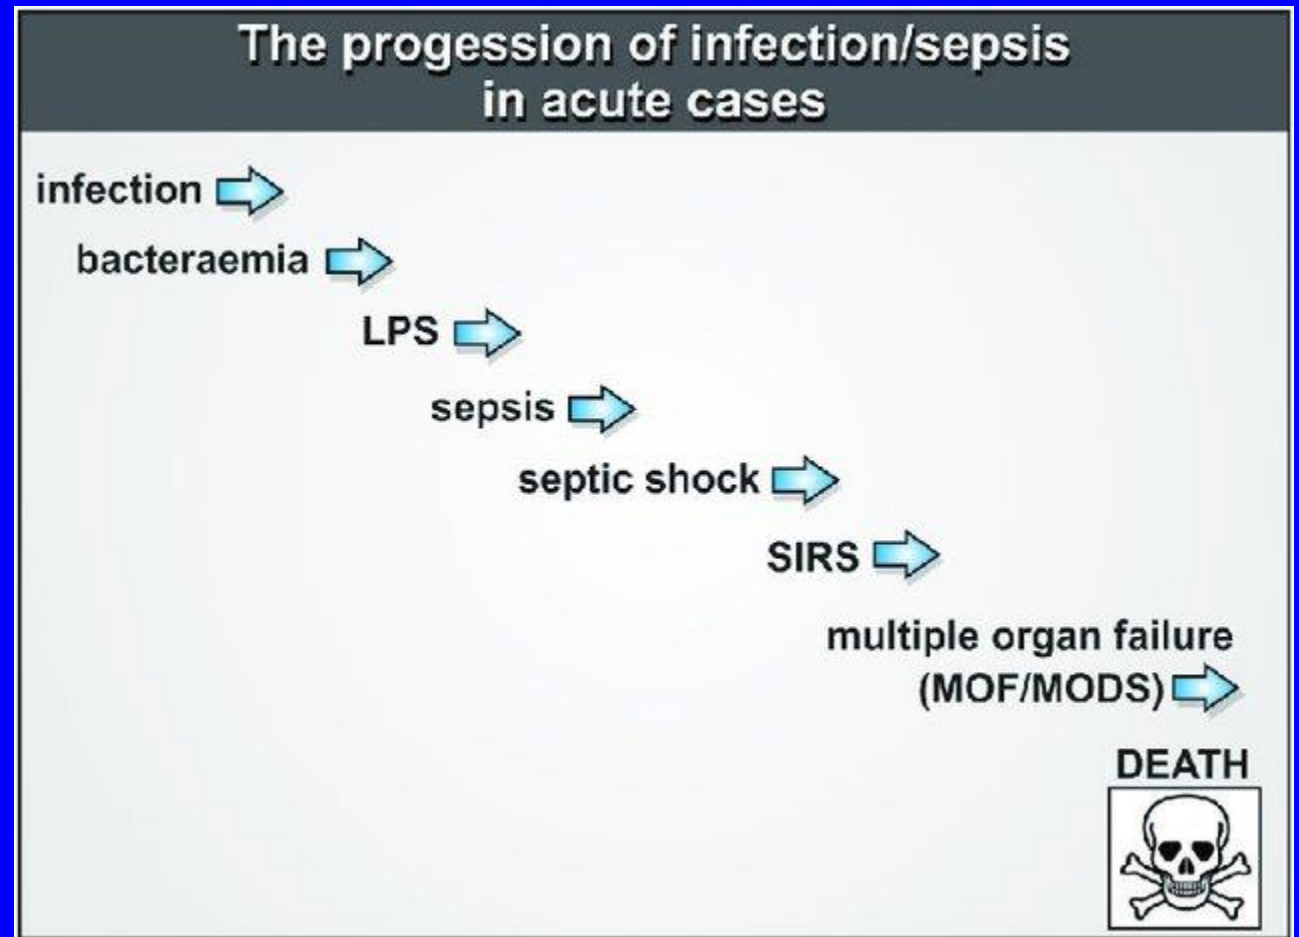 The progession of infection/sepsis
in acute cases
infection
bacteraemia
LPS
sepsis
septic shock
SIRS
multiple organ failure
(MOF/MODS)
DEATH